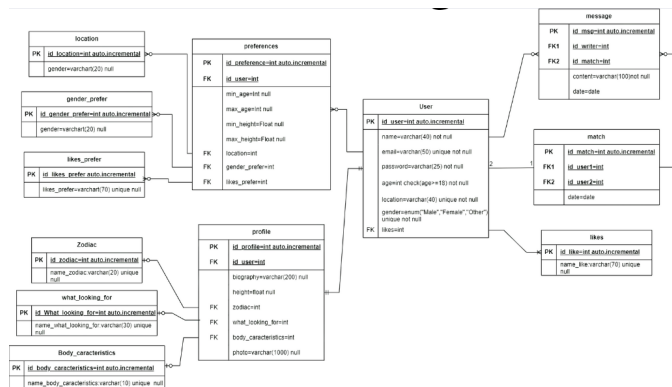 location
PK id_location=int auto.incremental
gender=varchar(20) null
gender_prefer
PK id_gender_prefer=int auto.incremental
gender=varchar(20) null
likes_prefer
PK id_likes_prefer auto.incremental
likes_prefer=varchart(70) unique null
Zodiac
PK id_zodiac=int auto.incremental
name_zodiac:varchar(20) unique
null
what_looking_for
PK id_What_looking_for=int auto.incremental
name_what_looking_for:varchar(30) unique
null
Body_caracteristics
PK id_body_caracteristics=int auto.incremental
name_body_caracteristics:varchar(10) unique null
preferences
PK id_preference=int auto.incremental
FK id_user=int
min_age=int null
max_age=int null
min_height=Float null
max_height=Float null
FK location=int
FK gender_prefer=int
FK likes_prefer=int
profile
PK id_profile=int auto.incremental
FK id_user=int
biography=varchar(200) null
height=float null
FK zodiac=int
FK what_looking_for=int
FK body_caracteristics=int
photo=varchar(1000) null
User
PK id_user=int auto.incremental
name=varchar(40) not null
email=varchar(50) unique not null
password=varchar(25) not null
age=int check(age>=18) not null
location=varchar(40) unique not null
gender=enum("Male","Female","Other")
unique not null
FK likes=int
2
1
message
PK id_msp=int auto.incremental
FK1 id_writer=int
FK2 id_match=int
content=varchar(100)not null
date=date
match
PK id_match=int auto.incremental
FK1 id_user1=int
FK2 id_user2=int
date=date
likes
PK id_like=int auto.incremental
name_like:varchar(70) unique
null